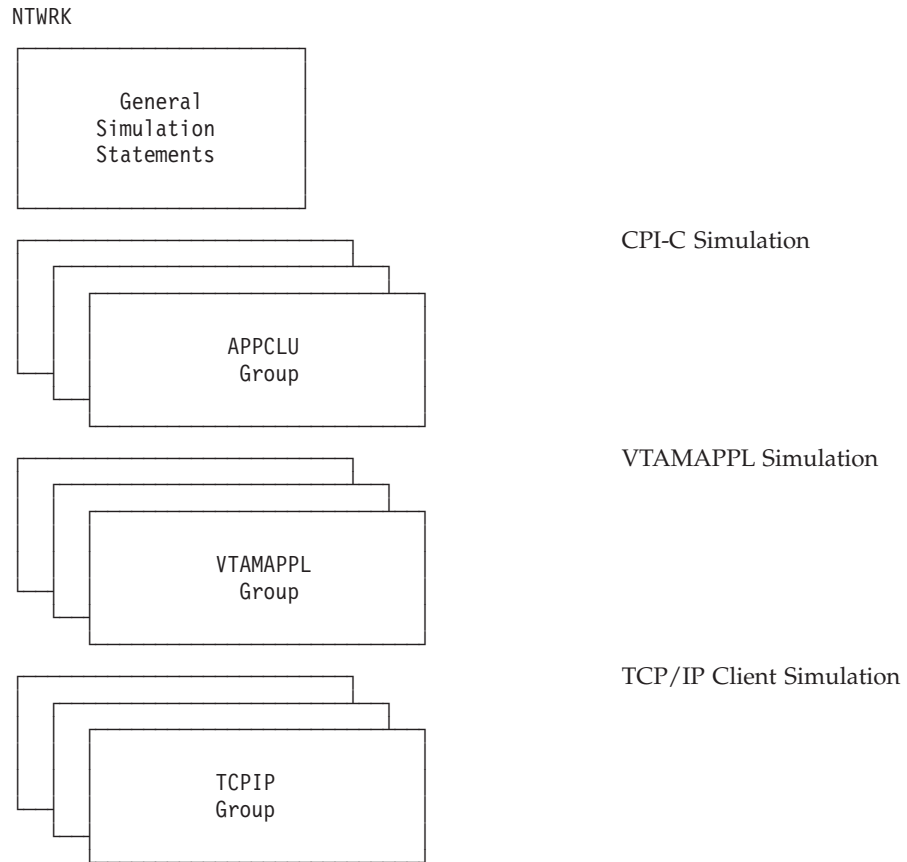 NTWRK
General
Simulation
Statements
CPI-C Simulation
APPCLU
Group
VTAMAPPL Simulation
VTAMAPPL
Group
TCP/IP Client Simulation
TCPIP
Group